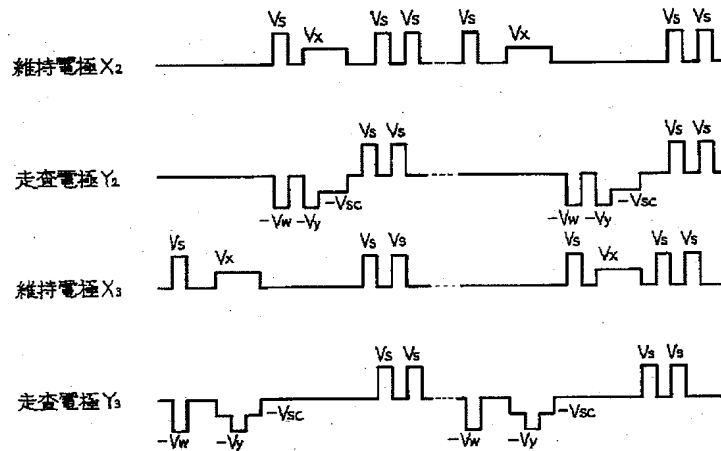 Vs Vx Vs Vs Vs Vx Vs Vs
維持電極X₂
Vs Vs Vs Vs
走査電極Y₂
-Vw -Vy -Vsc -Vw -Vy -Vsc
Vs Vx Vs Vs Vs Vx Vs Vs
維持電極X₃
Vs Vs Vs Vs
走査電極Y₃
-Vw -Vy -Vsc -Vw -Vy -Vsc